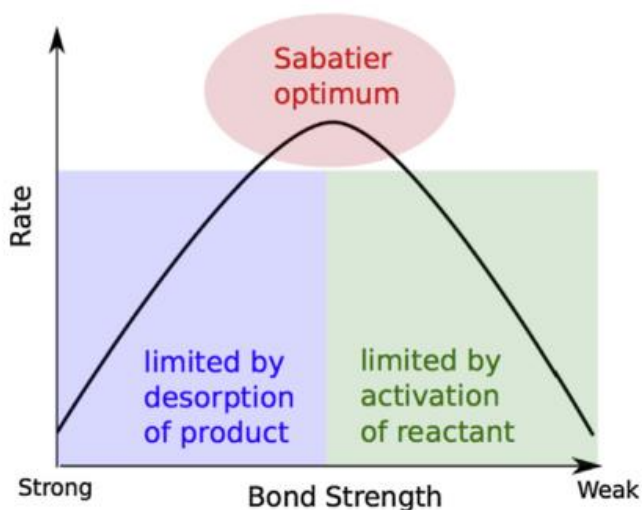 Sabatier
optimum
Rate
limited by
desorption
of product
limited by
activation
of reactant
Strong
Bond Strength
Weak